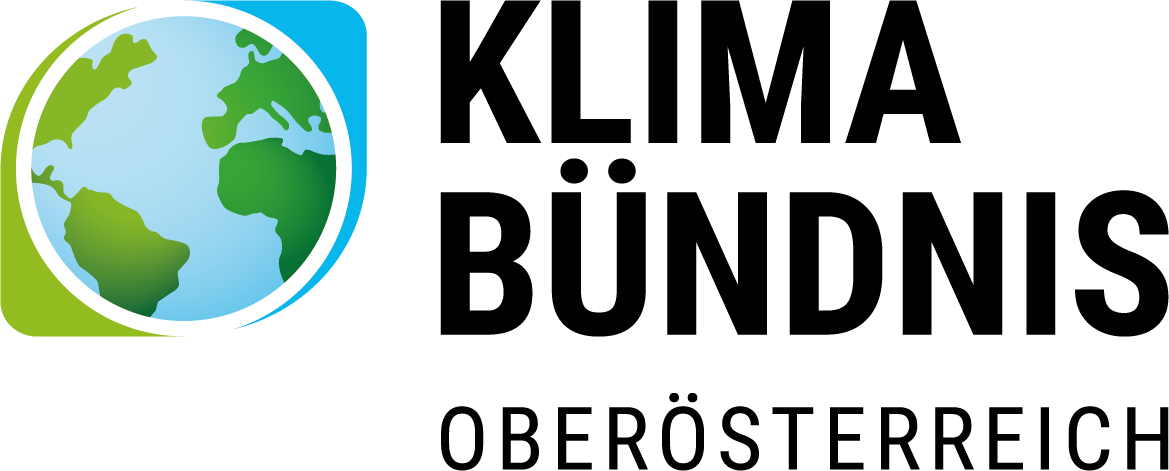 KLIMA
BÜNDNIS
OBERÖSTERREICH